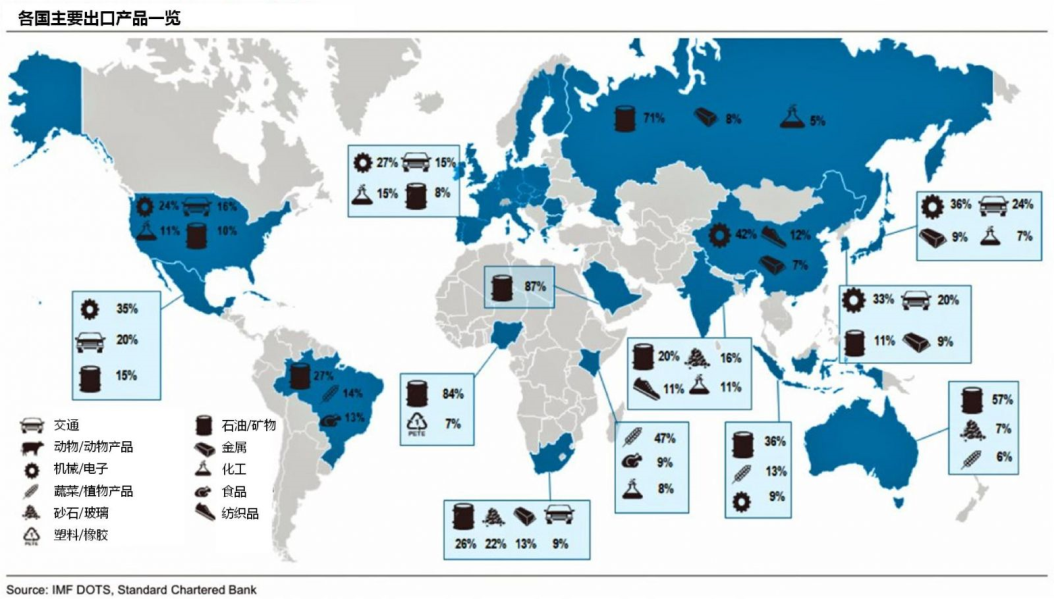 各国主要出口产品一览
71% 8% 5%
27% 15%
15% 8%
24% 16%
11% 10%
36% 24%
9% 7%
42% 12%
7%
87%
35%
20%
15%
33% 20%
11% 9%
20% 16%
11% 11%
27%
14%
13%
84%
7%
PETE
57%
7%
6%
47%
9%
8%
36%
13%
9%
26% 22% 13% 9%
交通
动物/动物产品
机械/电子
蔬菜/植物产品
砂石/玻璃
塑料/橡胶
PETE
石油/矿物
金属
化工
食品
纺织品
Source: IMF DOTS, Standard Chartered Bank